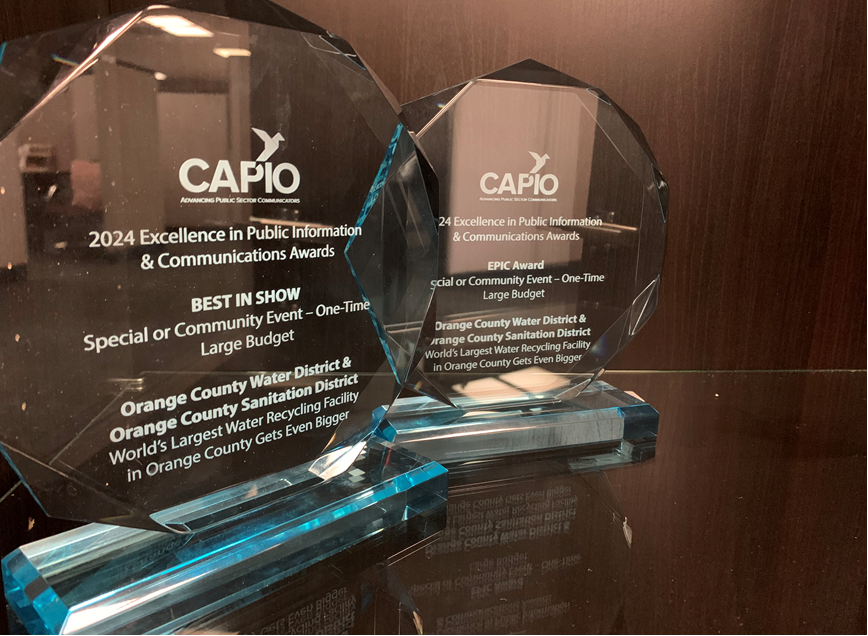 CAPIO
ADVANCING PUBLIC SECTOR COMMUNICATORS
2024 Excellence in Public Information
& Communications Awards
BEST IN SHOW
Special or Community Event – One-Time
Large Budget
Orange County Water District &
Orange County Sanitation District
World's Largest Water Recycling Facility
in Orange County Gets Even Bigger
CAPIO
ADVANCING PUBLIC SECTOR COMMUNICATORS
24 Excellence in Public Information
& Communications Awards
EPIC Award
cial or Community Event – One-Time
Large Budget
Orange County Water District &
range County Sanitation District
World's Largest Water Recycling Facility
in Orange County Gets Even Bigger